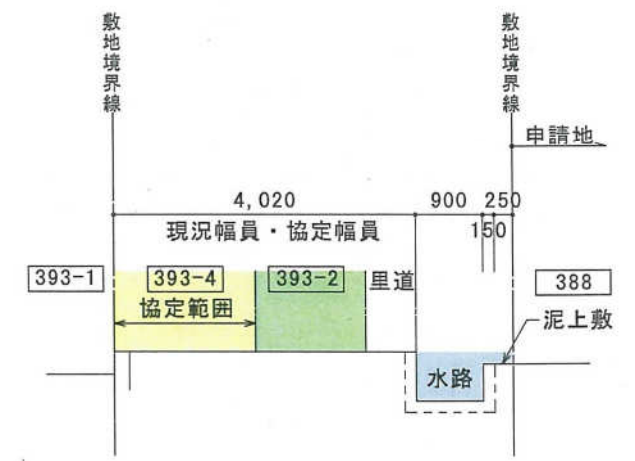 敷地境界線
敷地境界線
申請地
4,020
900
250
150
現況幅員・協定幅員
393-1
393-4
393-2
里道
388
協定範囲
泥上敷
水路